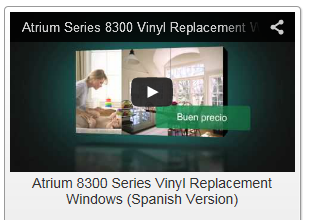 Atrium Series 8300 Vinyl Replacement W
Buen precio
Atrium 8300 Series Vinyl Replacement
Windows (Spanish Version)